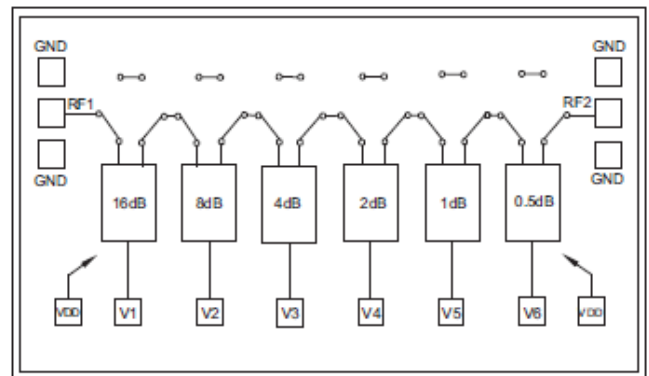 GND GND
RF1 RF2
GND GND
16dB 8dB 4dB 2dB 1dB 0.5dB
VDD V1 V2 V3 V4 V5 V6 VDD